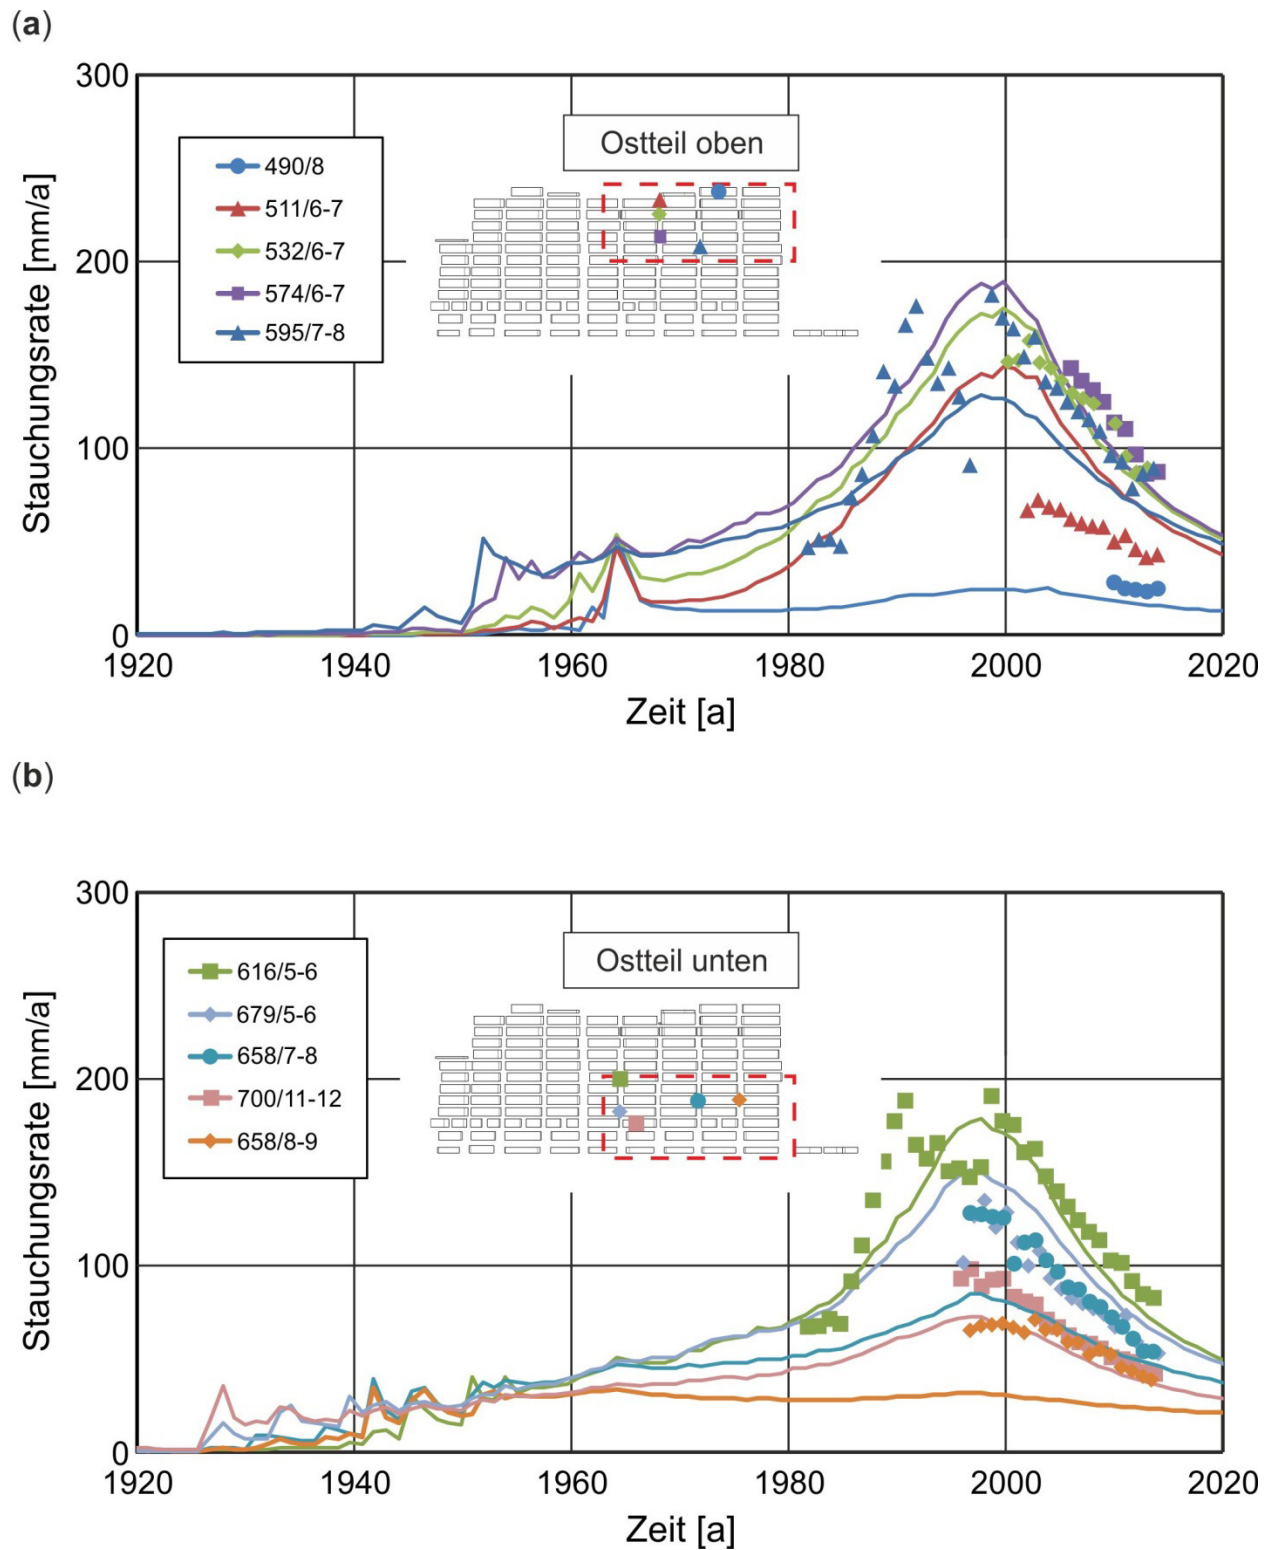 (a)
300
200
100
0
Stauchungsrate [mm/a]
490/8
511/6-7
532/6-7
574/6-7
595/7-8
Ostteil oben
1920 1940 1960 1980 2000 2020
Zeit [a]
(b)
300
200
100
0
Stauchungsrate [mm/a]
616/5-6
679/5-6
658/7-8
700/11-12
658/8-9
Ostteil unten
1920 1940 1960 1980 2000 2020
Zeit [a]